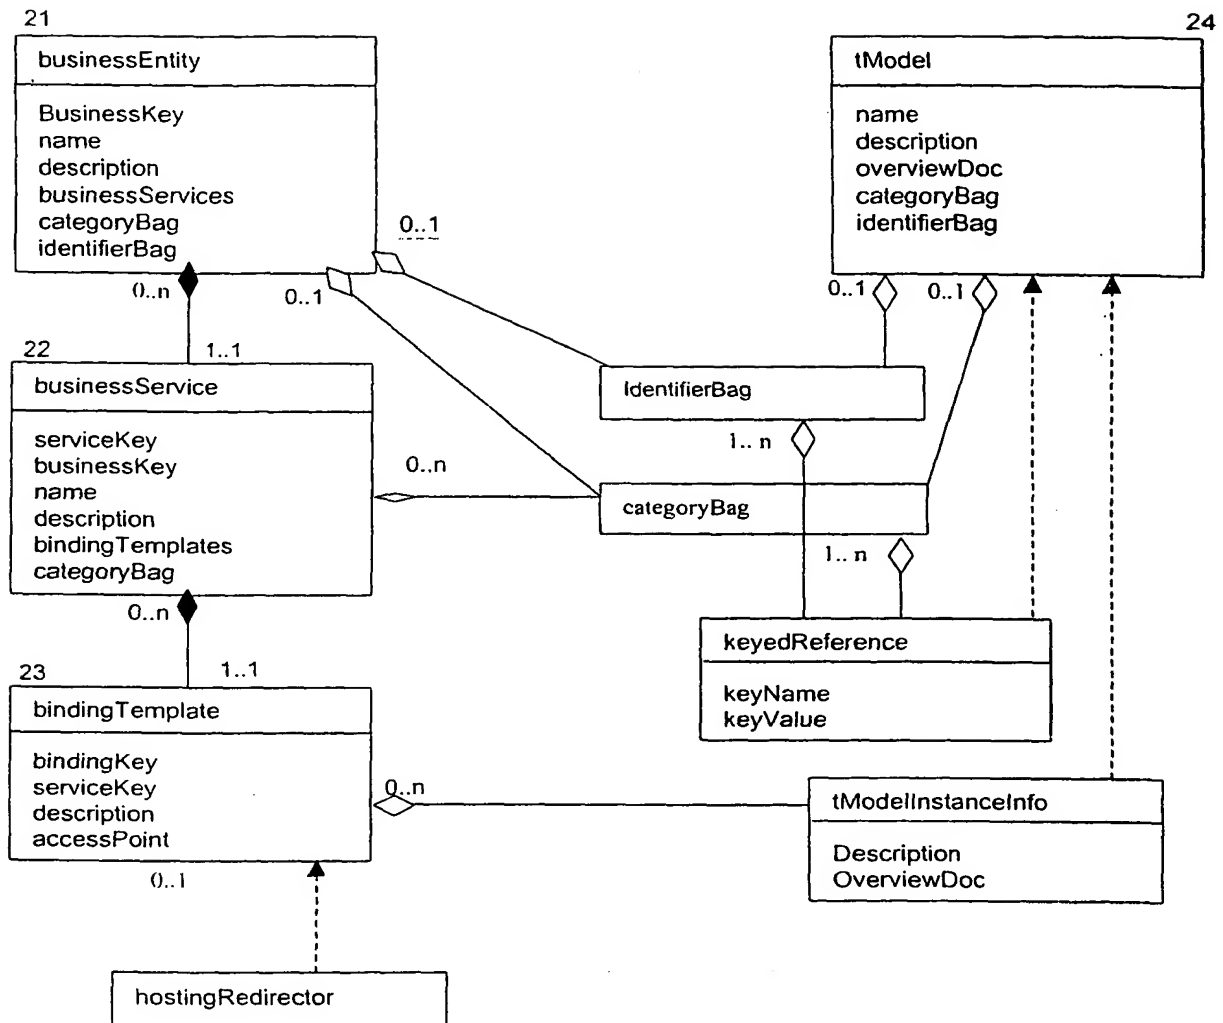 21
businessEntity
BusinessKey
name
description
businessServices
categoryBag
identifierBag
0..n
0..1
0..1
1..1
24
tModel
name
description
overviewDoc
categoryBag
identifierBag
0..1
0..1
22
businessService
serviceKey
businessKey
name
description
bindingTemplates
categoryBag
0..n
0..n
1..1
IdentifierBag
1.. n
categoryBag
1.. n
keyedReference
keyName
keyValue
23
bindingTemplate
bindingKey
serviceKey
description
accessPoint
0..n
0..1
tModelInstanceInfo
Description
OverviewDoc
hostingRedirector